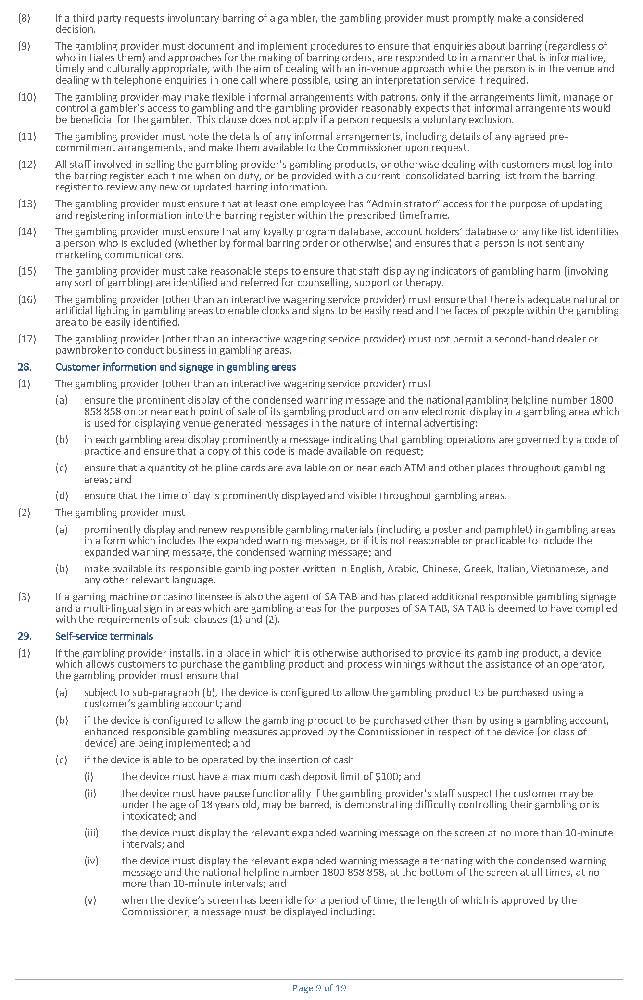 (8) If a third party requests involuntary barring of a gambler, the gambling provider must promptly make a considered
decision.
(9) The gambling provider must document and implement procedures to ensure that enquiries about barring (regardless of
who initiates them) and approaches for the making of barring orders, are responded to in a manner that is informative,
timely and culturally appropriate, with the aim of dealing with an in-venue approach while the person is in the venue and
dealing with telephone enquiries in one call where possible, using an interpretation service if required.
(10) The gambling provider may make flexible informal arrangements with patrons, only if the arrangements limit, manage or
control a gambler’s access to gambling and the gambling provider reasonably expects that informal arrangements would
be beneficial for the gambler.  This clause does not apply if a person requests a voluntary exclusion.
(11) The gambling provider must note the details of any informal arrangements, including details of any agreed pre-
commitment arrangements, and make them available to the Commissioner upon request.
(12) All staff involved in selling the gambling provider’s gambling products, or otherwise dealing with customers must log into
the barring register each time when on duty, or be provided with a current  consolidated barring list from the barring
register to review any new or updated barring information.
(13) The gambling provider must ensure that at least one employee has “Administrator” access for the purpose of updating
and registering information into the barring register within the prescribed timeframe.
(14) The gambling provider must ensure that any loyalty program database, account holders’ database or any like list identifies
a person who is excluded (whether by formal barring order or otherwise) and ensures that a person is not sent any
marketing communications.
(15) The gambling provider must take reasonable steps to ensure that staff displaying indicators of gambling harm (involving
any sort of gambling) are identified and referred for counselling, support or therapy.
(16) The gambling provider (other than an interactive wagering service provider) must ensure that there is adequate natural or
artificial lighting in gambling areas to enable clocks and signs to be easily read and the faces of people within the gambling
area to be easily identified.
(17) The gambling provider (other than an interactive wagering service provider) must not permit a second-hand dealer or
pawnbroker to conduct business in gambling areas.
28. Customer information and signage in gambling areas
(1) The gambling provider (other than an interactive wagering service provider) must—
(a) ensure the prominent display of the condensed warning message and the national gambling helpline number 1800
858 858 on or near each point of sale of its gambling product and on any electronic display in a gambling area which
is used for displaying venue generated messages in the nature of internal advertising;
(b) in each gambling area display prominently a message indicating that gambling operations are governed by a code of
practice and ensure that a copy of this code is made available on request;
(c) ensure that a quantity of helpline cards are available on or near each ATM and other places throughout gambling
areas; and
(d) ensure that the time of day is prominently displayed and visible throughout gambling areas.
(2) The gambling provider must—
(a) prominently display and renew responsible gambling materials (including a poster and pamphlet) in gambling areas
in a form which includes the expanded warning message, or if it is not reasonable or practicable to include the
expanded warning message, the condensed warning message; and
(b) make available its responsible gambling poster written in English, Arabic, Chinese, Greek, Italian, Vietnamese, and
any other relevant language.
(3) If a gaming machine or casino licensee is also the agent of SA TAB and has placed additional responsible gambling signage
and a multi-lingual sign in areas which are gambling areas for the purposes of SA TAB, SA TAB is deemed to have complied
with the requirements of sub-clauses (1) and (2).
29. Self-service terminals
(1) If the gambling provider installs, in a place in which it is otherwise authorised to provide its gambling product, a device
which allows customers to purchase the gambling product and process winnings without the assistance of an operator,
the gambling provider must ensure that—
(a) subject to sub-paragraph (b), the device is configured to allow the gambling product to be purchased using a
customer’s gambling account; and
(b) if the device is configured to allow the gambling product to be purchased other than by using a gambling account,
enhanced responsible gambling measures approved by the Commissioner in respect of the device (or class of
device) are being implemented; and
(c) if the device is able to be operated by the insertion of cash—
(i) the device must have a maximum cash deposit limit of $100; and
(ii) the device must have pause functionality if the gambling provider’s staff suspect the customer may be
under the age of 18 years old, may be barred, is demonstrating difficulty controlling their gambling or is
intoxicated; and
(iii) the device must display the relevant expanded warning message on the screen at no more than 10-minute
intervals; and
(iv) the device must display the relevant expanded warning message alternating with the condensed warning
message and the national helpline number 1800 858 858, at the bottom of the screen at all times, at no
more than 10-minute intervals; and
(v) when the device’s screen has been idle for a period of time, the length of which is approved by the
Commissioner, a message must be displayed including:
Page 9 of 19